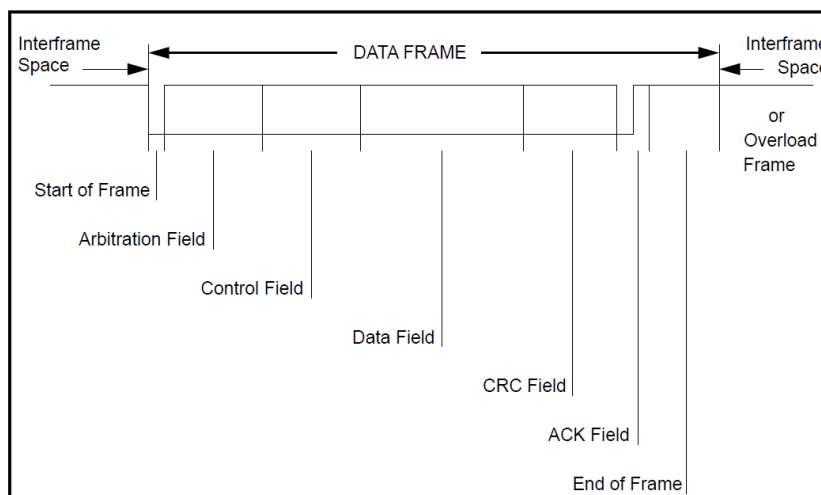 Interframe
Space
DATA FRAME
Interframe
Space
or
Overload
Frame
Start of Frame
Arbitration Field
Control Field
Data Field
CRC Field
ACK Field
End of Frame